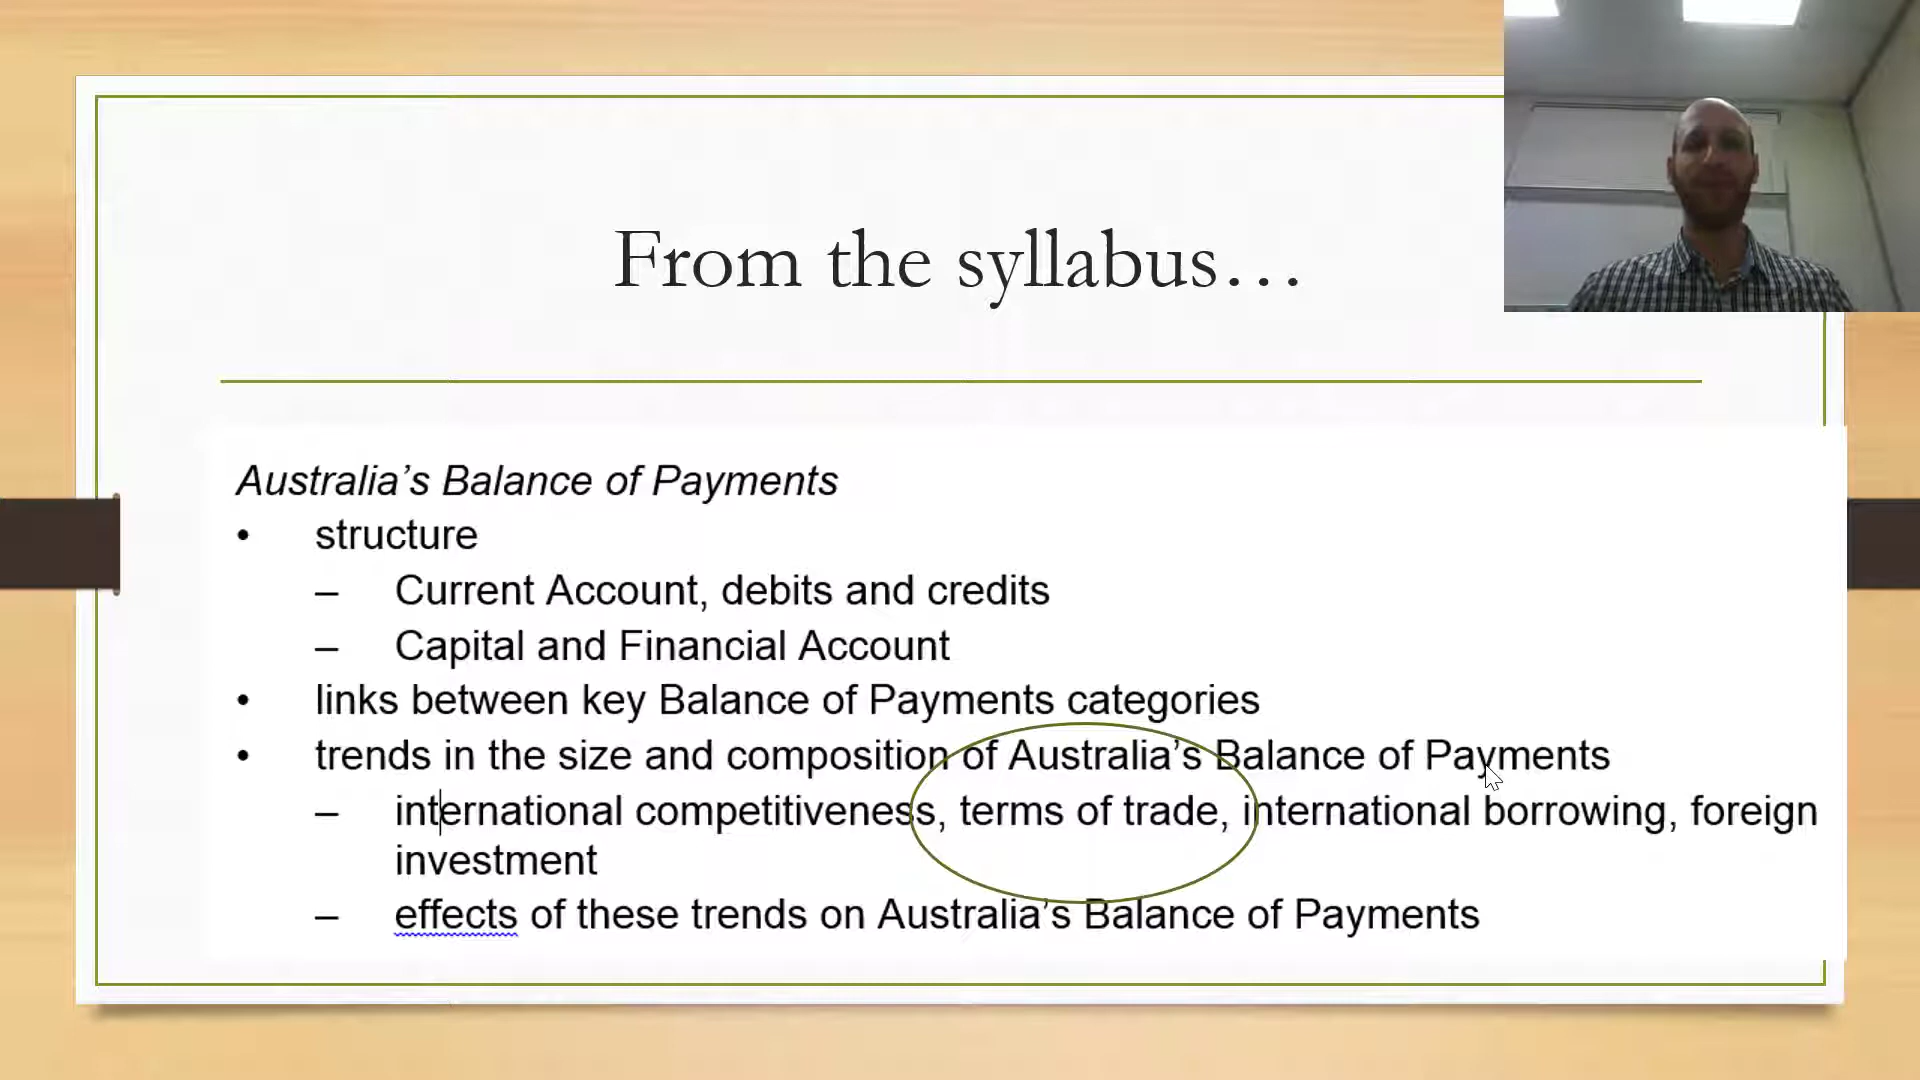 From the syllabus…
Australia’s Balance of Payments
• structure
– Current Account, debits and credits
– Capital and Financial Account
• links between key Balance of Payments categories
• trends in the size and composition of Australia’s Balance of Payments
– international competitiveness, terms of trade, international borrowing, foreign
investment
– effects of these trends on Australia’s Balance of Payments